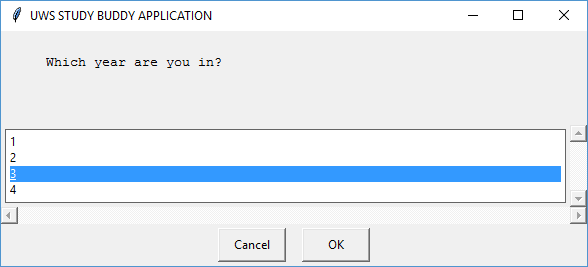 UWS STUDY BUDDY APPLICATION
Which year are you in?
1
2
3
4
Cancel
OK